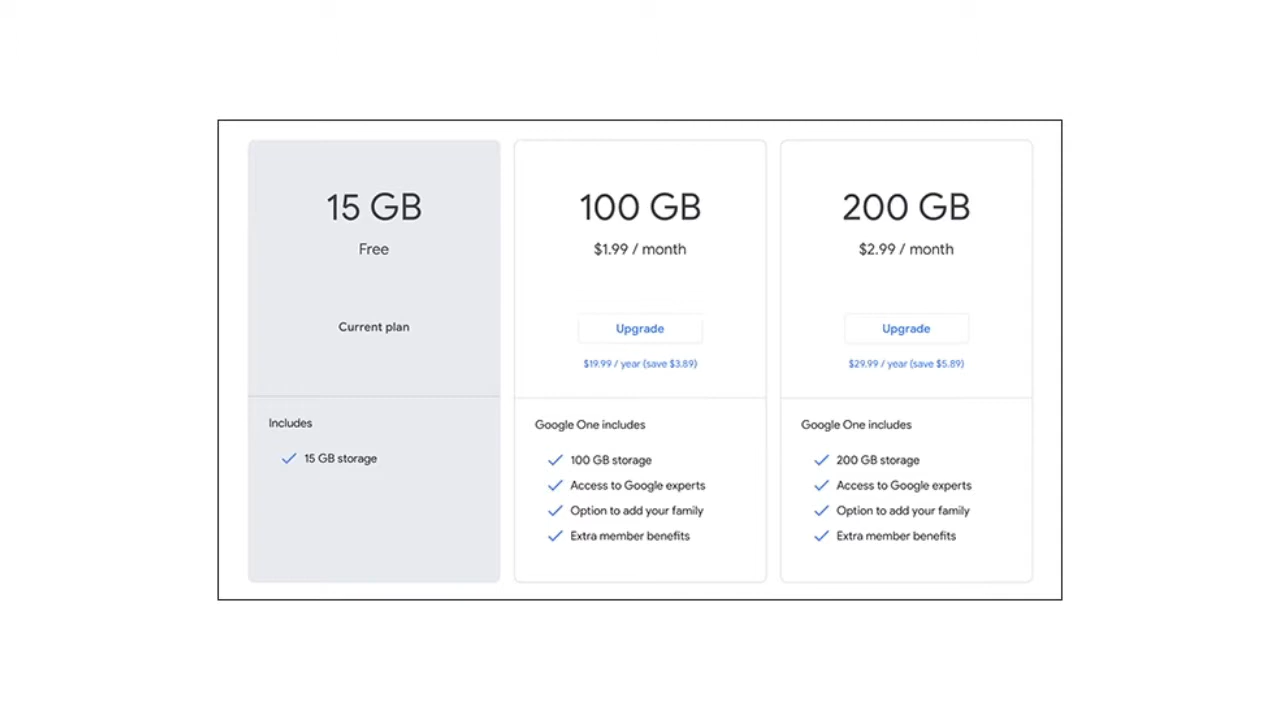 15 GB
Free
Current plan
Includes
15 GB storage
100 GB
$1.99 / month
Upgrade
$19.99 / year (save $3.89)
Google One includes
100 GB storage
Access to Google experts
Option to add your family
Extra member benefits
200 GB
$2.99 / month
Upgrade
$29.99 / year (save $5.89)
Google One includes
200 GB storage
Access to Google experts
Option to add your family
Extra member benefits